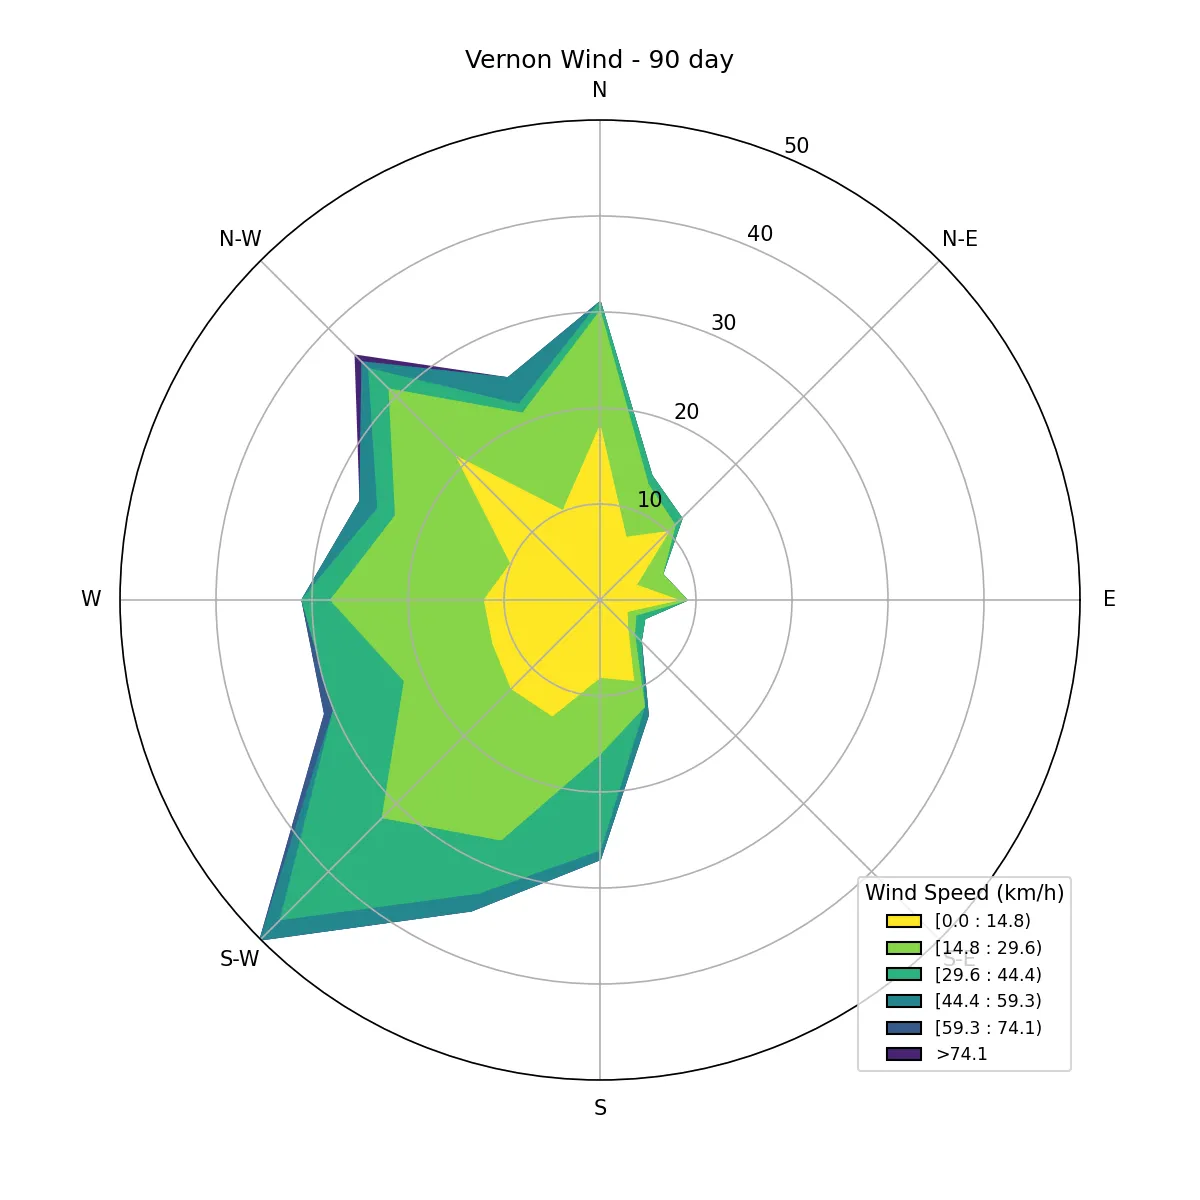 Vernon Wind - 90 day
N
50
N-W
N-E
40
30
20
10
W
E
S-W
S-E
Wind Speed (km/h)
[0.0 : 14.8)
[14.8 : 29.6)
[29.6 : 44.4)
[44.4 : 59.3)
[59.3 : 74.1)
>74.1
S